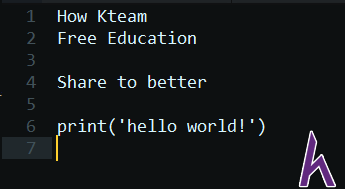 1 How Kteam
2 Free Education
3
4 Share to better
5
6 print('hello world!')
7